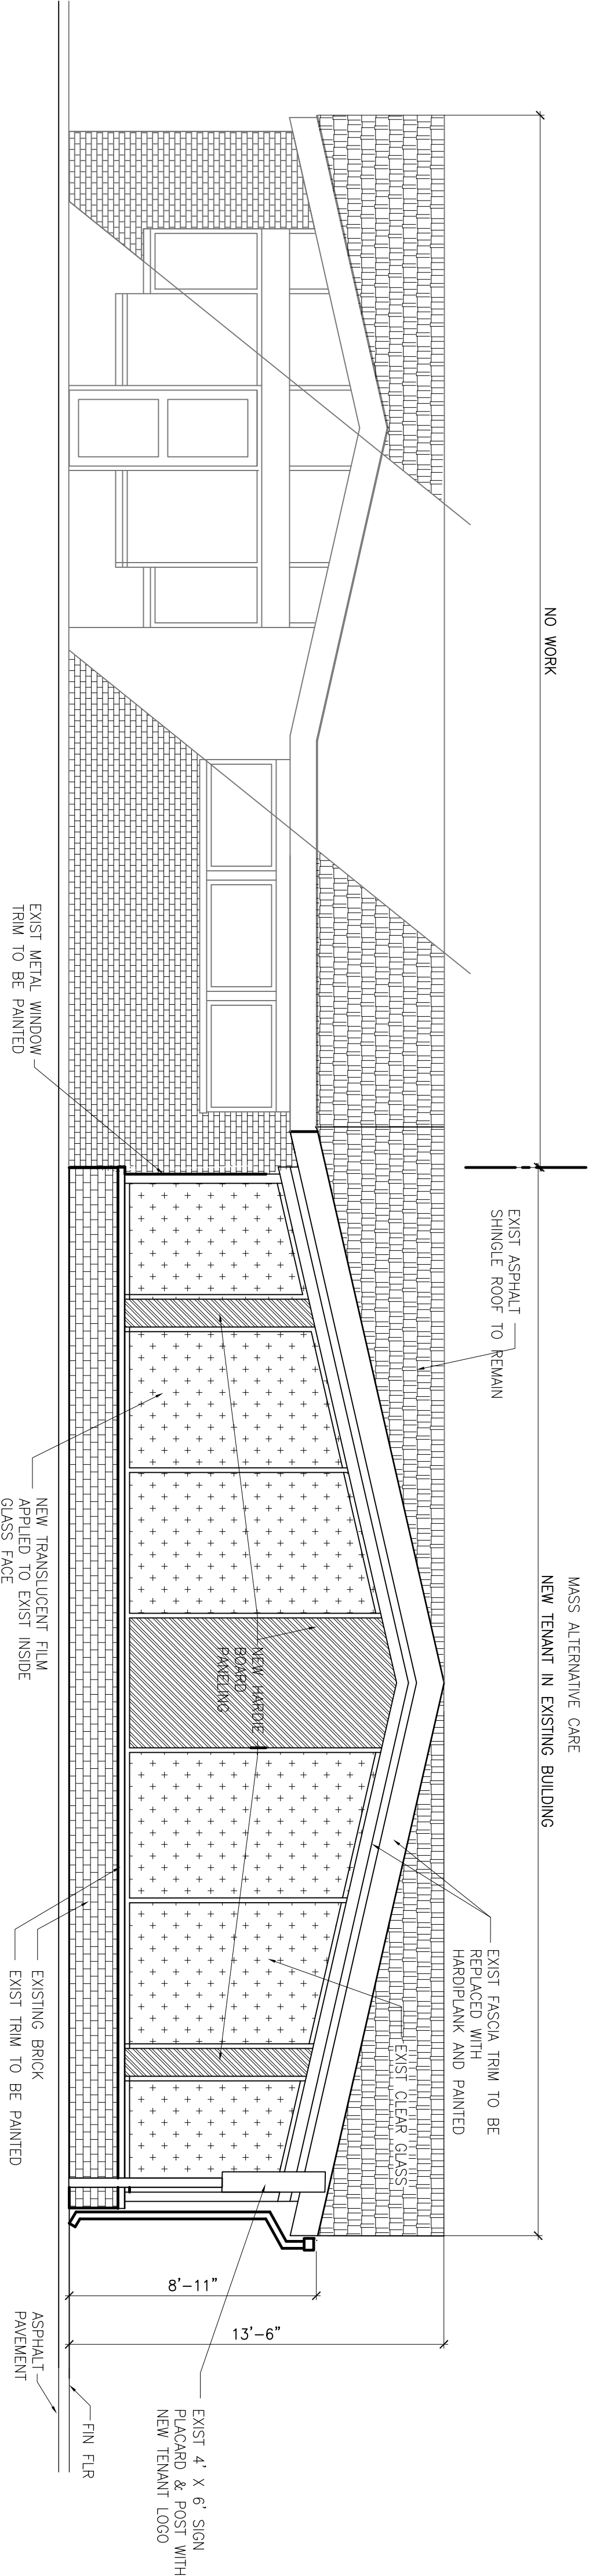 NO WORK
MASS ALTERNATIVE CARE
NEW TENANT IN EXISTING BUILDING
EXIST ASPHALT
SHINGLE ROOF TO REMAIN
EXIST FASCIA TRIM TO BE
REPLACED WITH
HARDIPLANK AND PAINTED
EXIST CLEAR GLASS
NEW HARDIE
BOARD
PANELING
EXIST METAL WINDOW
TRIM TO BE PAINTED
NEW TRANSLUCENT FILM
APPLIED TO EXIST INSIDE
GLASS FACE
EXISTING BRICK
EXIST TRIM TO BE PAINTED
8'-11"
13'-6"
EXIST 4' X 6' SIGN
PLACARD & POST WITH
NEW TENANT LOGO
FIN FLR
ASPHALT
PAVEMENT